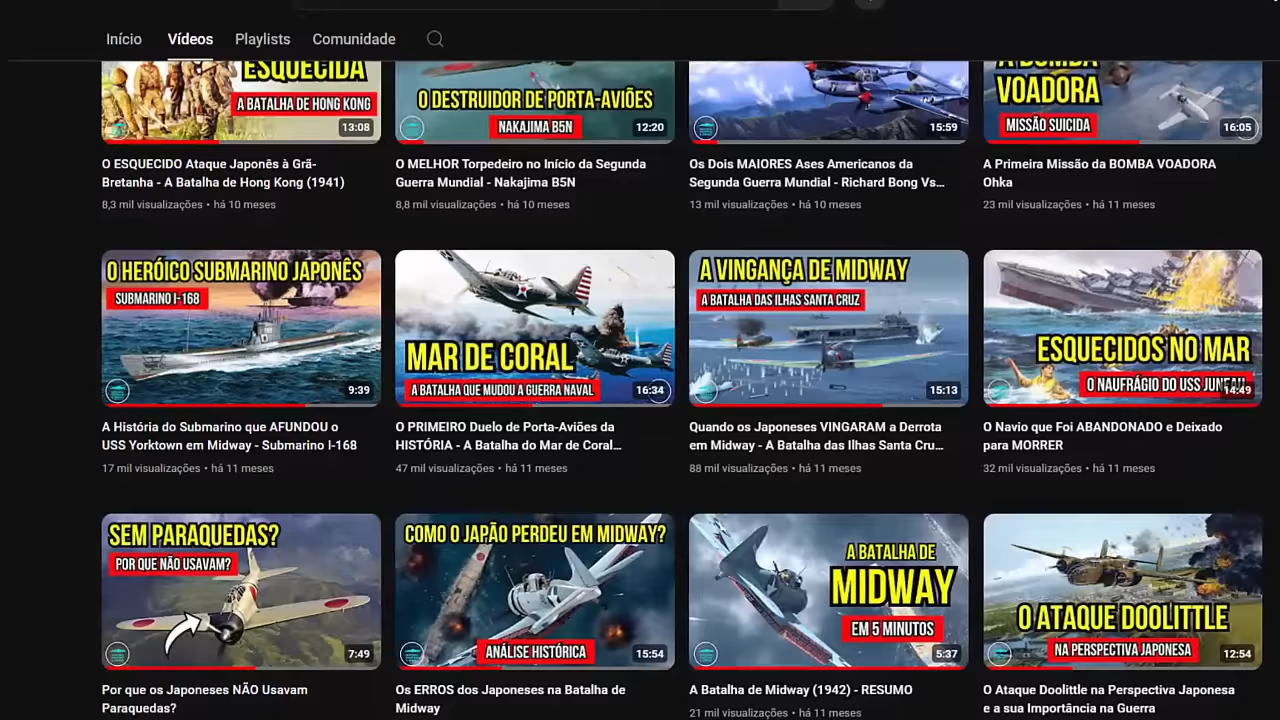 Início Vídeos Playlists Comunidade
ESQUECIDA
A BATALHA DE HONG KONG
13:08
O DESTRUIDOR DE PORTA-AVIÕES
NAKAJIMA B5N
12:20
15:59
A BOMBA
VOADORA
MISSÃO SUICIDA
16:05
O ESQUECIDO Ataque Japonês à Grã-
Bretanha - A Batalha de Hong Kong (1941)
8,3 mil visualizações • há 10 meses
O MELHOR Torpedeiro no Início da Segunda
Guerra Mundial - Nakajima B5N
8,8 mil visualizações • há 10 meses
Os Dois MAIORES Ases Americanos da
Segunda Guerra Mundial - Richard Bong Vs...
13 mil visualizações • há 10 meses
A Primeira Missão da BOMBA VOADORA
Ohka
23 mil visualizações • há 11 meses
O HERÓICO SUBMARINO JAPONÊS
SUBMARINO I-168
9:39
MAR DE CORAL
A BATALHA QUE MUDOU A GUERRA NAVAL
16:34
A VINGANÇA DE MIDWAY
A BATALHA DAS ILHAS SANTA CRUZ
15:13
ESQUECIDOS NO MAR
O NAUFRÁGIO DO USS JUNEAU
14:49
A História do Submarino que AFUNDOU o
USS Yorktown em Midway - Submarino I-168
17 mil visualizações • há 11 meses
O PRIMEIRO Duelo de Porta-Aviões da
HISTÓRIA - A Batalha do Mar de Coral...
47 mil visualizações • há 11 meses
Quando os Japoneses VINGARAM a Derrota
em Midway - A Batalha das Ilhas Santa Cru...
88 mil visualizações • há 11 meses
O Navio que Foi ABANDONADO e Deixado
para MORRER
32 mil visualizações • há 11 meses
SEM PARAQUEDAS?
POR QUE NÃO USAVAM?
7:49
COMO O JAPÃO PERDEU EM MIDWAY?
ANÁLISE HISTÓRICA
15:54
A BATALHA DE
MIDWAY
EM 5 MINUTOS
5:37
O ATAQUE DOOLITTLE
NA PERSPECTIVA JAPONESA
12:54
Por que os Japoneses NÃO Usavam
Paraquedas?
Os ERROS dos Japoneses na Batalha de
Midway
A Batalha de Midway (1942) - RESUMO
21 mil visualizações • há 11 meses
O Ataque Doolittle na Perspectiva Japonesa
e a sua Importância na Guerra